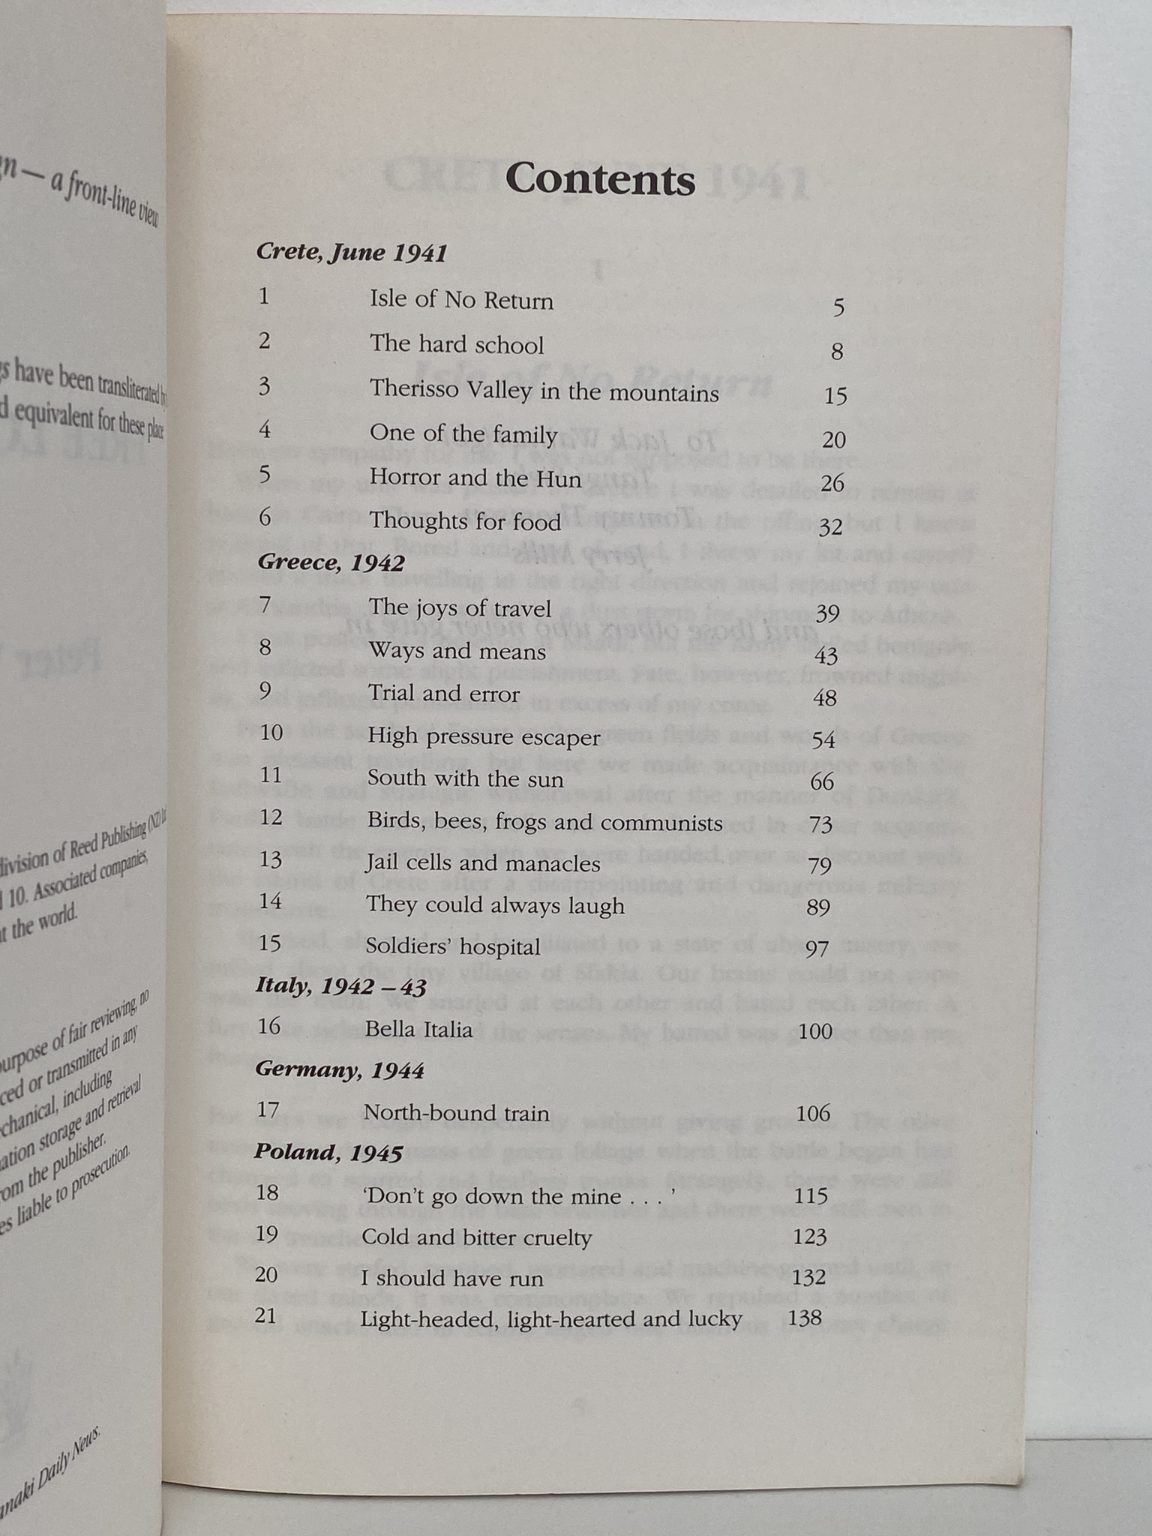 n — a front-line view
s have been transliterated
d equivalent for these place
division of Reed Publishing (NZ)
10. Associated companies,
t the world.
urpose of fair reviewing, no
ced or transmitted in any
chanical, including
ation storage and retrieval
rom the publisher.
es liable to prosecution.
anaki Daily News.
Contents
Crete, June 1941
1 Isle of No Return 5
2 The hard school 8
3 Therisso Valley in the mountains 15
4 One of the family 20
5 Horror and the Hun 26
6 Thoughts for food 32
Greece, 1942
7 The joys of travel 39
8 Ways and means 43
9 Trial and error 48
10 High pressure escaper 54
11 South with the sun 66
12 Birds, bees, frogs and communists 73
13 Jail cells and manacles 79
14 They could always laugh 89
15 Soldiers’ hospital 97
Italy, 1942 – 43
16 Bella Italia 100
Germany, 1944
17 North-bound train 106
Poland, 1945
18 ‘Don’t go down the mine . . . ’ 115
19 Cold and bitter cruelty 123
20 I should have run 132
21 Light-headed, light-hearted and lucky 138